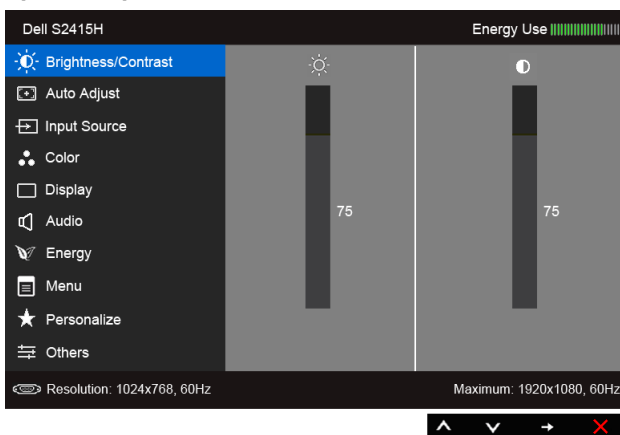 Dell S2415H
Energy Use
Brightness/Contrast
Auto Adjust
Input Source
Color
Display
Audio
Energy
Menu
Personalize
Others
75
75
Resolution: 1024x768, 60Hz
Maximum: 1920x1080, 60Hz